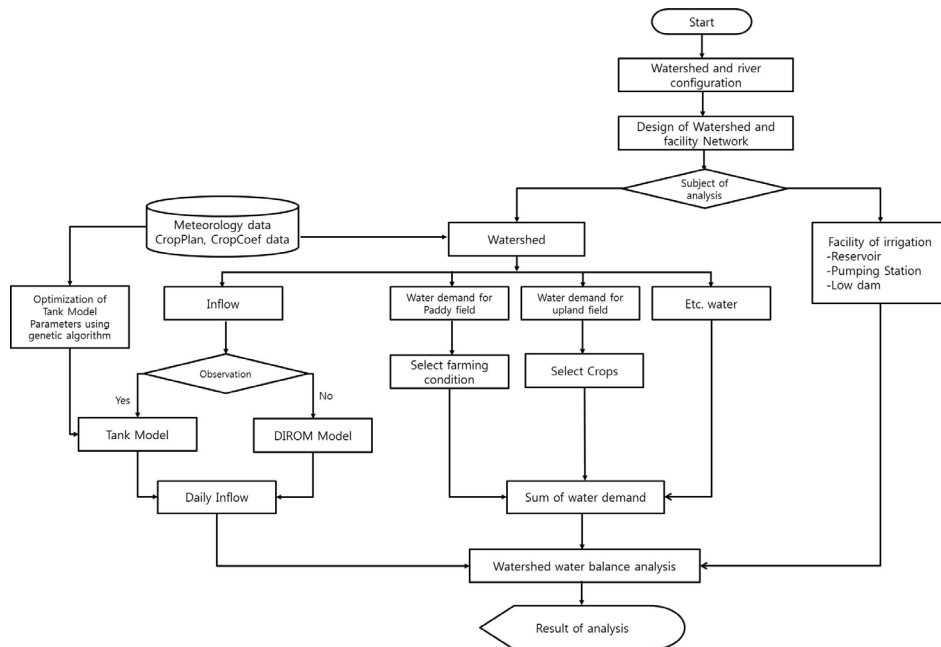 Start
Watershed and river
configuration
Design of Watershed and
facility Network
Subject of
analysis
Meteorology data
CropPlan, CropCoef data
Watershed
Facility of irrigation
-Reservoir
-Pumping Station
-Low dam
Optimization of
Tank Model
Parameters using
genetic algorithm
Inflow
Water demand for
Paddy field
Water demand for
upland field
Etc. water
Observation
Select farming
condition
Select Crops
Yes
No
Tank Model
DIROM Model
Daily Inflow
Sum of water demand
Watershed water balance analysis
Result of analysis